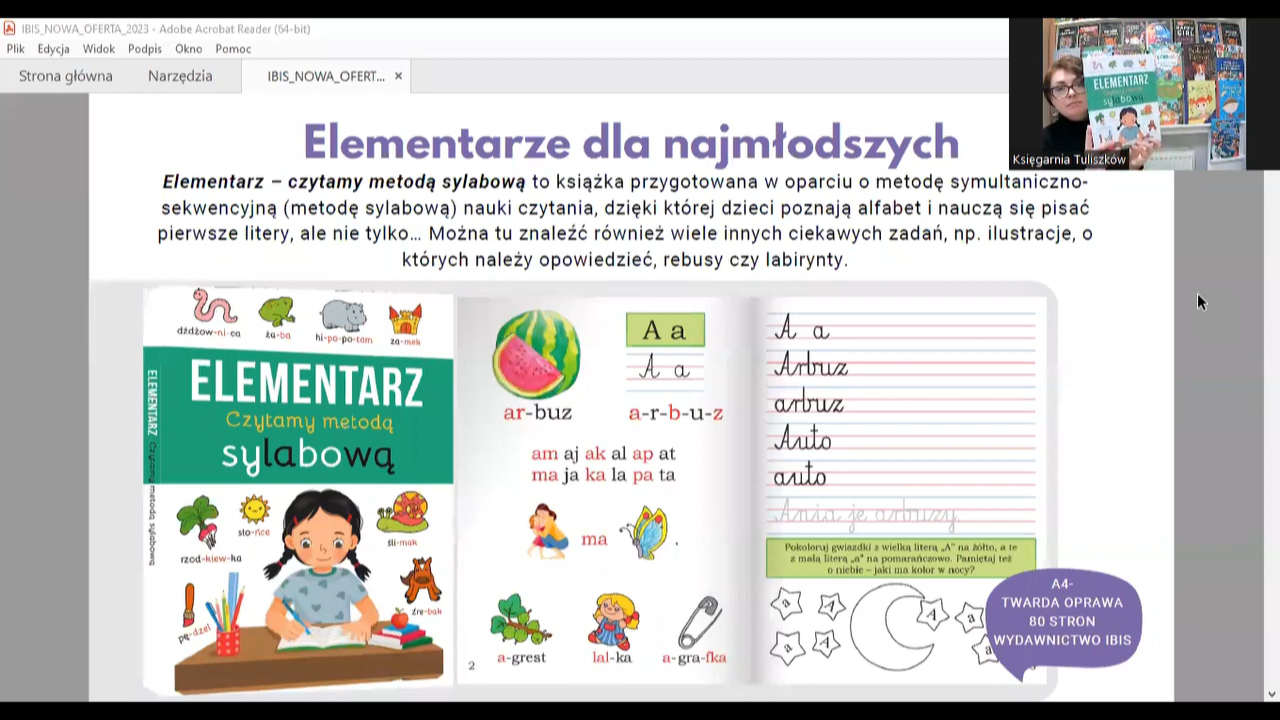 IBIS_NOWA_OFERTA_2023 - Adobe Acrobat Reader (64-bit)
Plik Edycja Widok Podpis Okno Pomoc
Strona główna Narzędzia IBIS_NOWA_OFERT... ×
ELEMENTARZ
Czytamy metodą
sylabową
Księgarnia Tuliszków
Elementarze dla najmłodszych
Elementarz – czytamy metodą sylabową to książka przygotowana w oparciu o metodę symultaniczno-
sekwencyjną (metodę sylabową) nauki czytania, dzięki której dzieci poznają alfabet i nauczą się pisać
pierwsze litery, ale nie tylko... Można tu znaleźć również wiele innych ciekawych zadań, np. ilustracje, o
których należy opowiedzieć, rebusy czy labirynty.
dżdżow-ni-ca
ża-ba
hi-po-po-tam
za-mek
ELEMENTARZ Czytamy metodą sylabową
ELEMENTARZ
Czytamy metodą
sylabową
rzod-kiew-ka
sło-ńce
śli-mak
pę-dzel
źre-bak
A a
A a
ar-buz a-r-b-u-z
am aj ak al ap at
ma ja ka la pa ta
ma .
a-grest lal-ka a-gra-fka
2
A a
Arbuz
arbuz
Auto
auto
Ania je arbuzy
Pokoloruj gwiazdki z wielką literą „A" na żółto, a te
z małą literą „a" na pomarańczowo. Pamiętaj też
o niebie – jaki ma kolor w nocy?
a A A a
a A a
A4-
TWARDA OPRAWA
80 STRON
WYDAWNICTWO IBIS